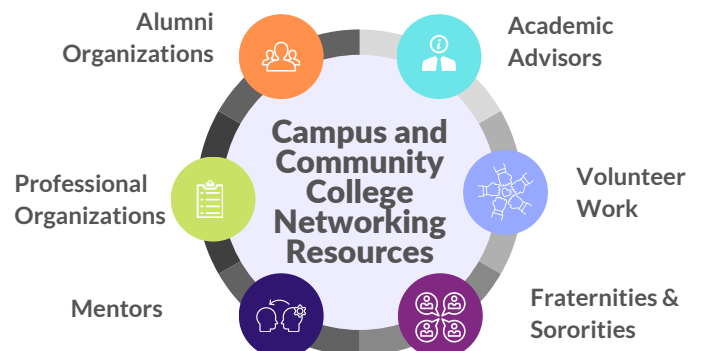 Alumni
Organizations
Academic
Advisors
Campus and
Community
College
Networking
Resources
Professional
Organizations
Volunteer
Work
Mentors
Fraternities &
Sororities